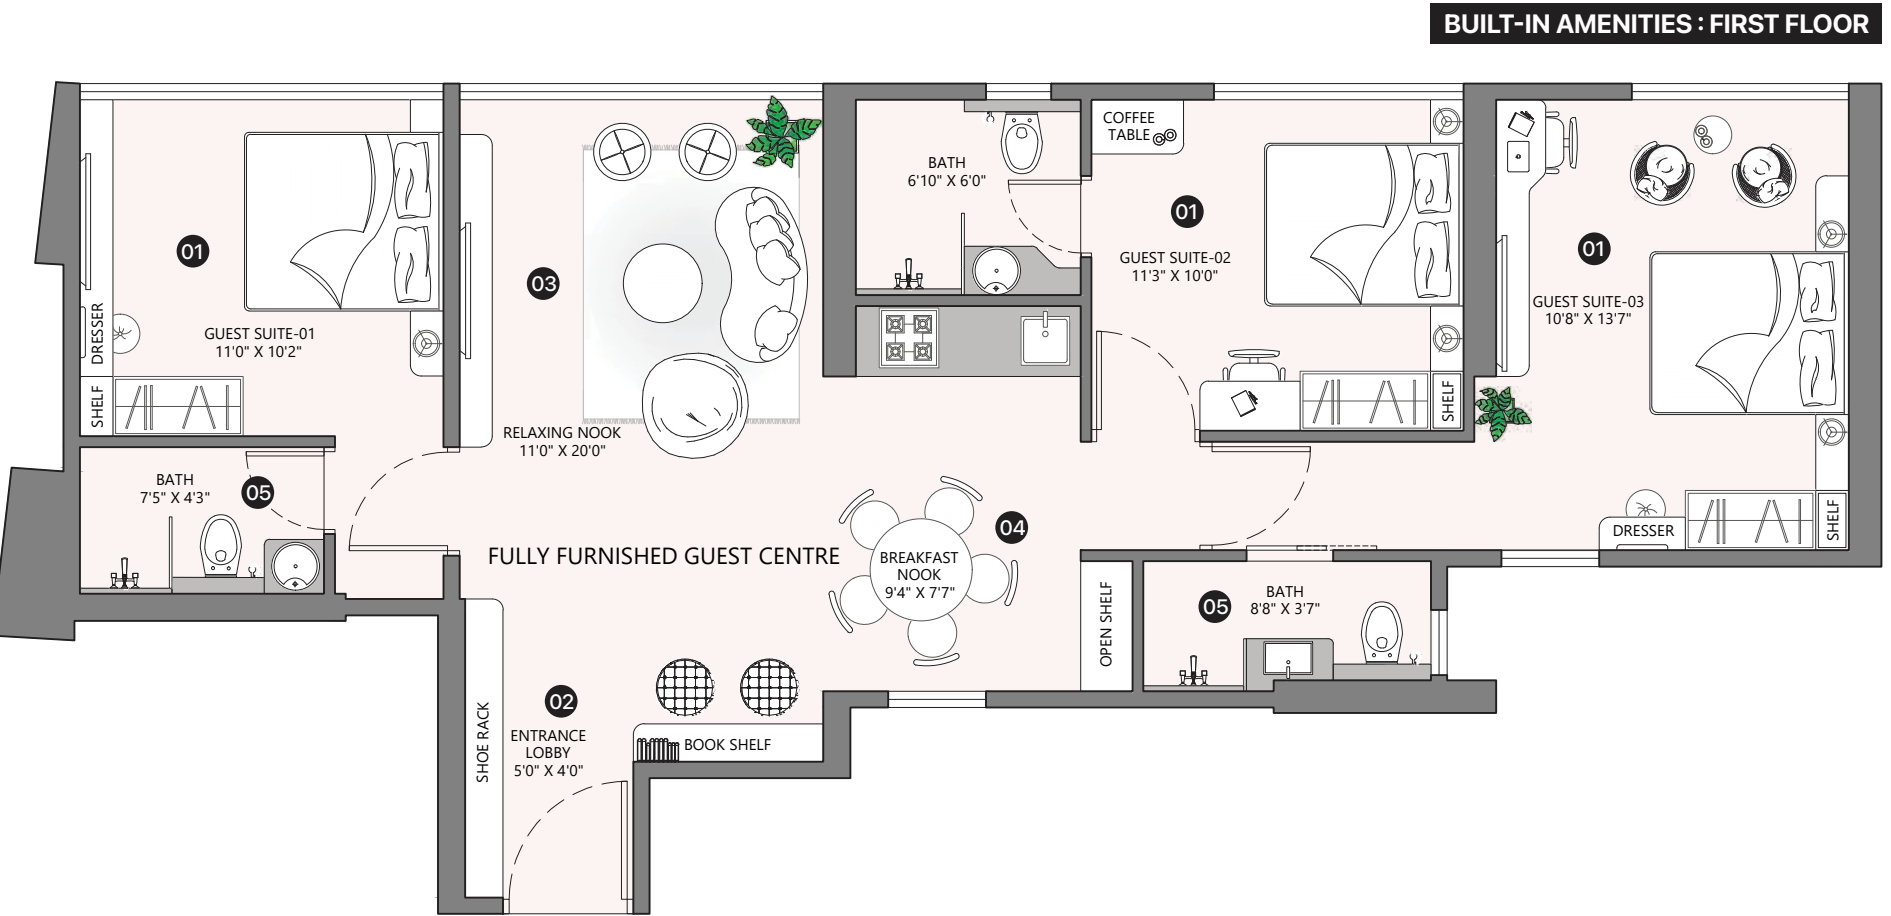 BUILT-IN AMENITIES : FIRST FLOOR
COFFEE
TABLE
BATH
6'10" X 6'0"
01
GUEST SUITE-01
11'0" X 10'2"
DRESSER
SHELF
03
RELAXING NOOK
11'0" X 20'0"
01
GUEST SUITE-02
11'3" X 10'0"
SHELF
01
GUEST SUITE-03
10'8" X 13'7"
DRESSER
SHELF
BATH
7'5" X 4'3"
05
FULLY FURNISHED GUEST CENTRE
04
BREAKFAST
NOOK
9'4" X 7'7"
OPEN SHELF
05
BATH
8'8" X 3'7"
SHOE RACK
02
ENTRANCE
LOBBY
5'0" X 4'0"
BOOK SHELF